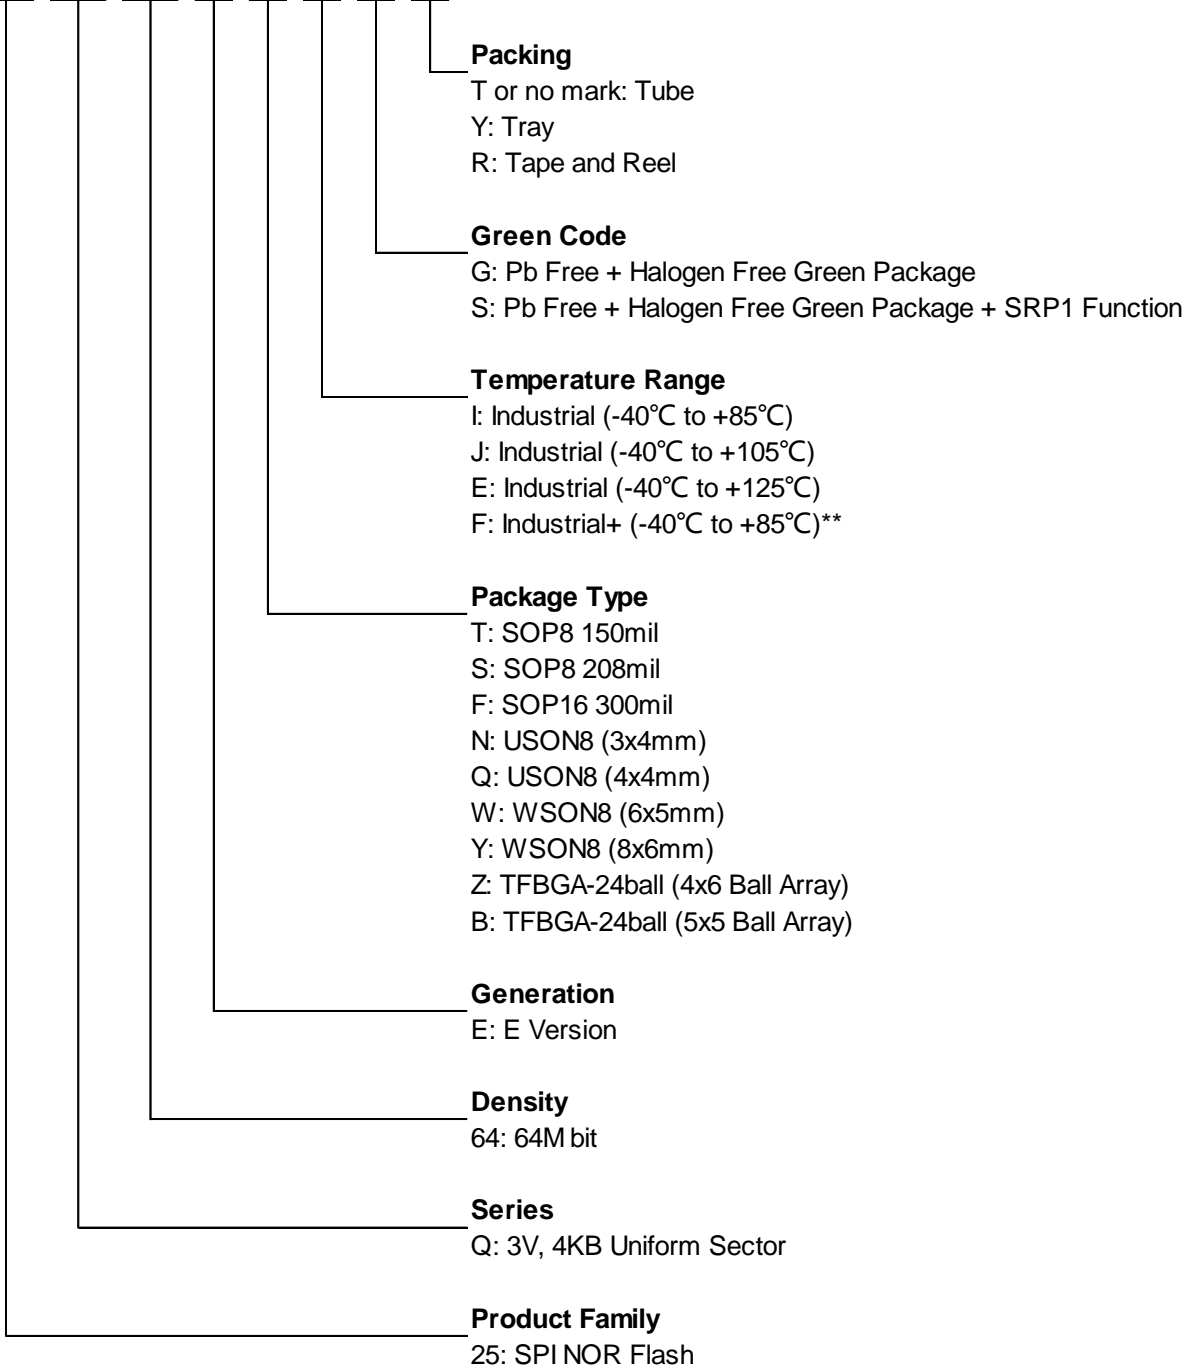 Packing
T or no mark: Tube
Y: Tray
R: Tape and Reel
Green Code
G: Pb Free + Halogen Free Green Package
S: Pb Free + Halogen Free Green Package + SRP1 Function
Temperature Range
I: Industrial (-40℃ to +85℃)
J: Industrial (-40℃ to +105℃)
E: Industrial (-40℃ to +125℃)
F: Industrial+ (-40℃ to +85℃)**
Package Type
T: SOP8 150mil
S: SOP8 208mil
F: SOP16 300mil
N: USON8 (3x4mm)
Q: USON8 (4x4mm)
W: WSON8 (6x5mm)
Y: WSON8 (8x6mm)
Z: TFBGA-24ball (4x6 Ball Array)
B: TFBGA-24ball (5x5 Ball Array)
Generation
E: E Version
Density
64: 64M bit
Series
Q: 3V, 4KB Uniform Sector
Product Family
25: SPI NOR Flash